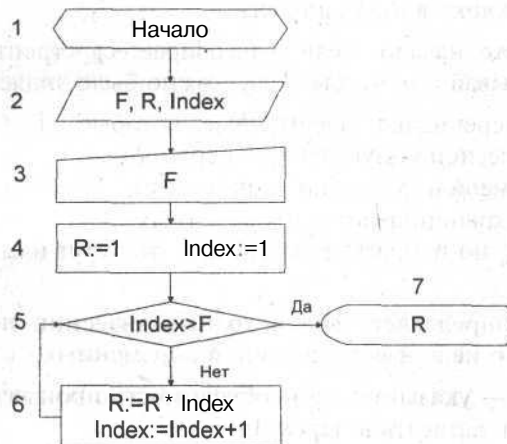 1 Начало
2 F, R, Index
3 F
4 R:=1 Index:=1
7
5 Index>F Да R
Нет
6 R:=R* Index
Index:=Index+1